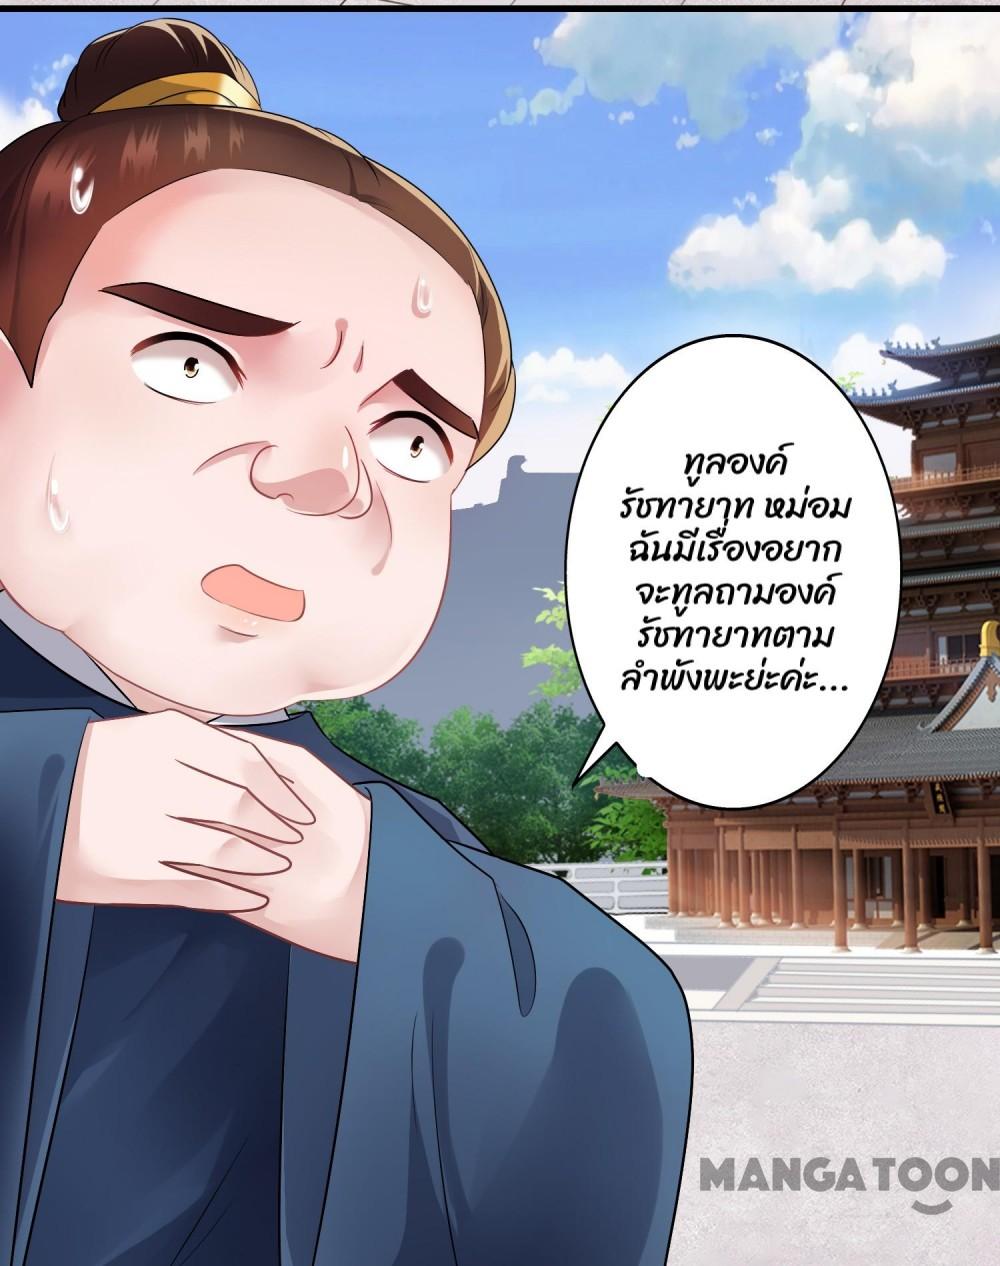 ทูลองค์
รัชทายาท หม่อม
ฉันมีเรื่องอยาก
จะทูลถามองค์
รัชทายาทตาม
ลำพังพะย่ะค่ะ...
MANGATOON